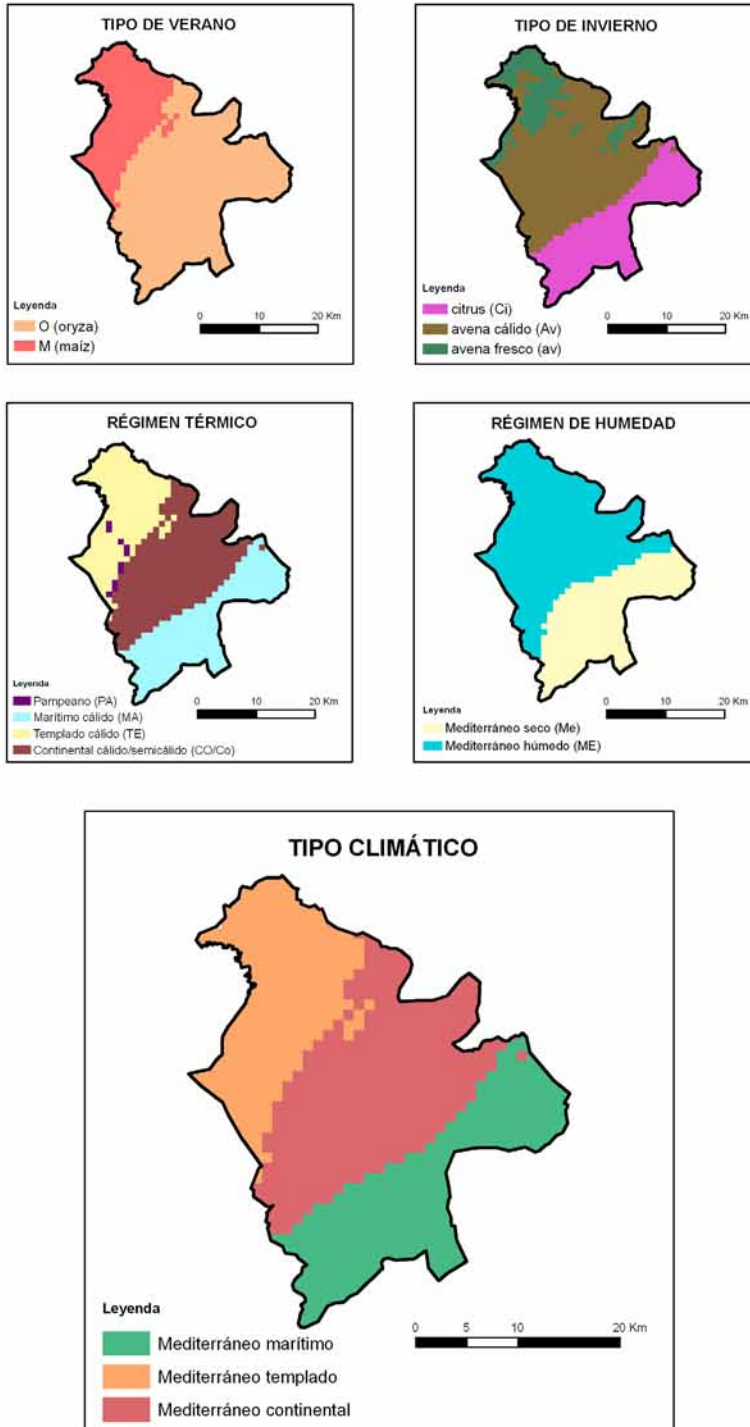 TIPO DE VERANO
Leyenda
O (oryza)
M (maíz)
0 10 20 Km
TIPO DE INVIERNO
Leyenda
citrus (Ci)
avena cálido (Av)
avena fresco (av)
0 10 20 Km
RÉGIMEN TÉRMICO
Leyenda
Pampeano (PA)
Marítimo cálido (MA)
Templado cálido (TE)
Continental cálido/semicálido (CO/Co)
0 10 20 Km
RÉGIMEN DE HUMEDAD
Leyenda
Mediterráneo seco (Me)
Mediterráneo húmedo (ME)
0 10 20 Km
TIPO CLIMÁTICO
Leyenda
Mediterráneo marítimo
Mediterráneo templado
Mediterráneo continental
0 5 10 20 Km